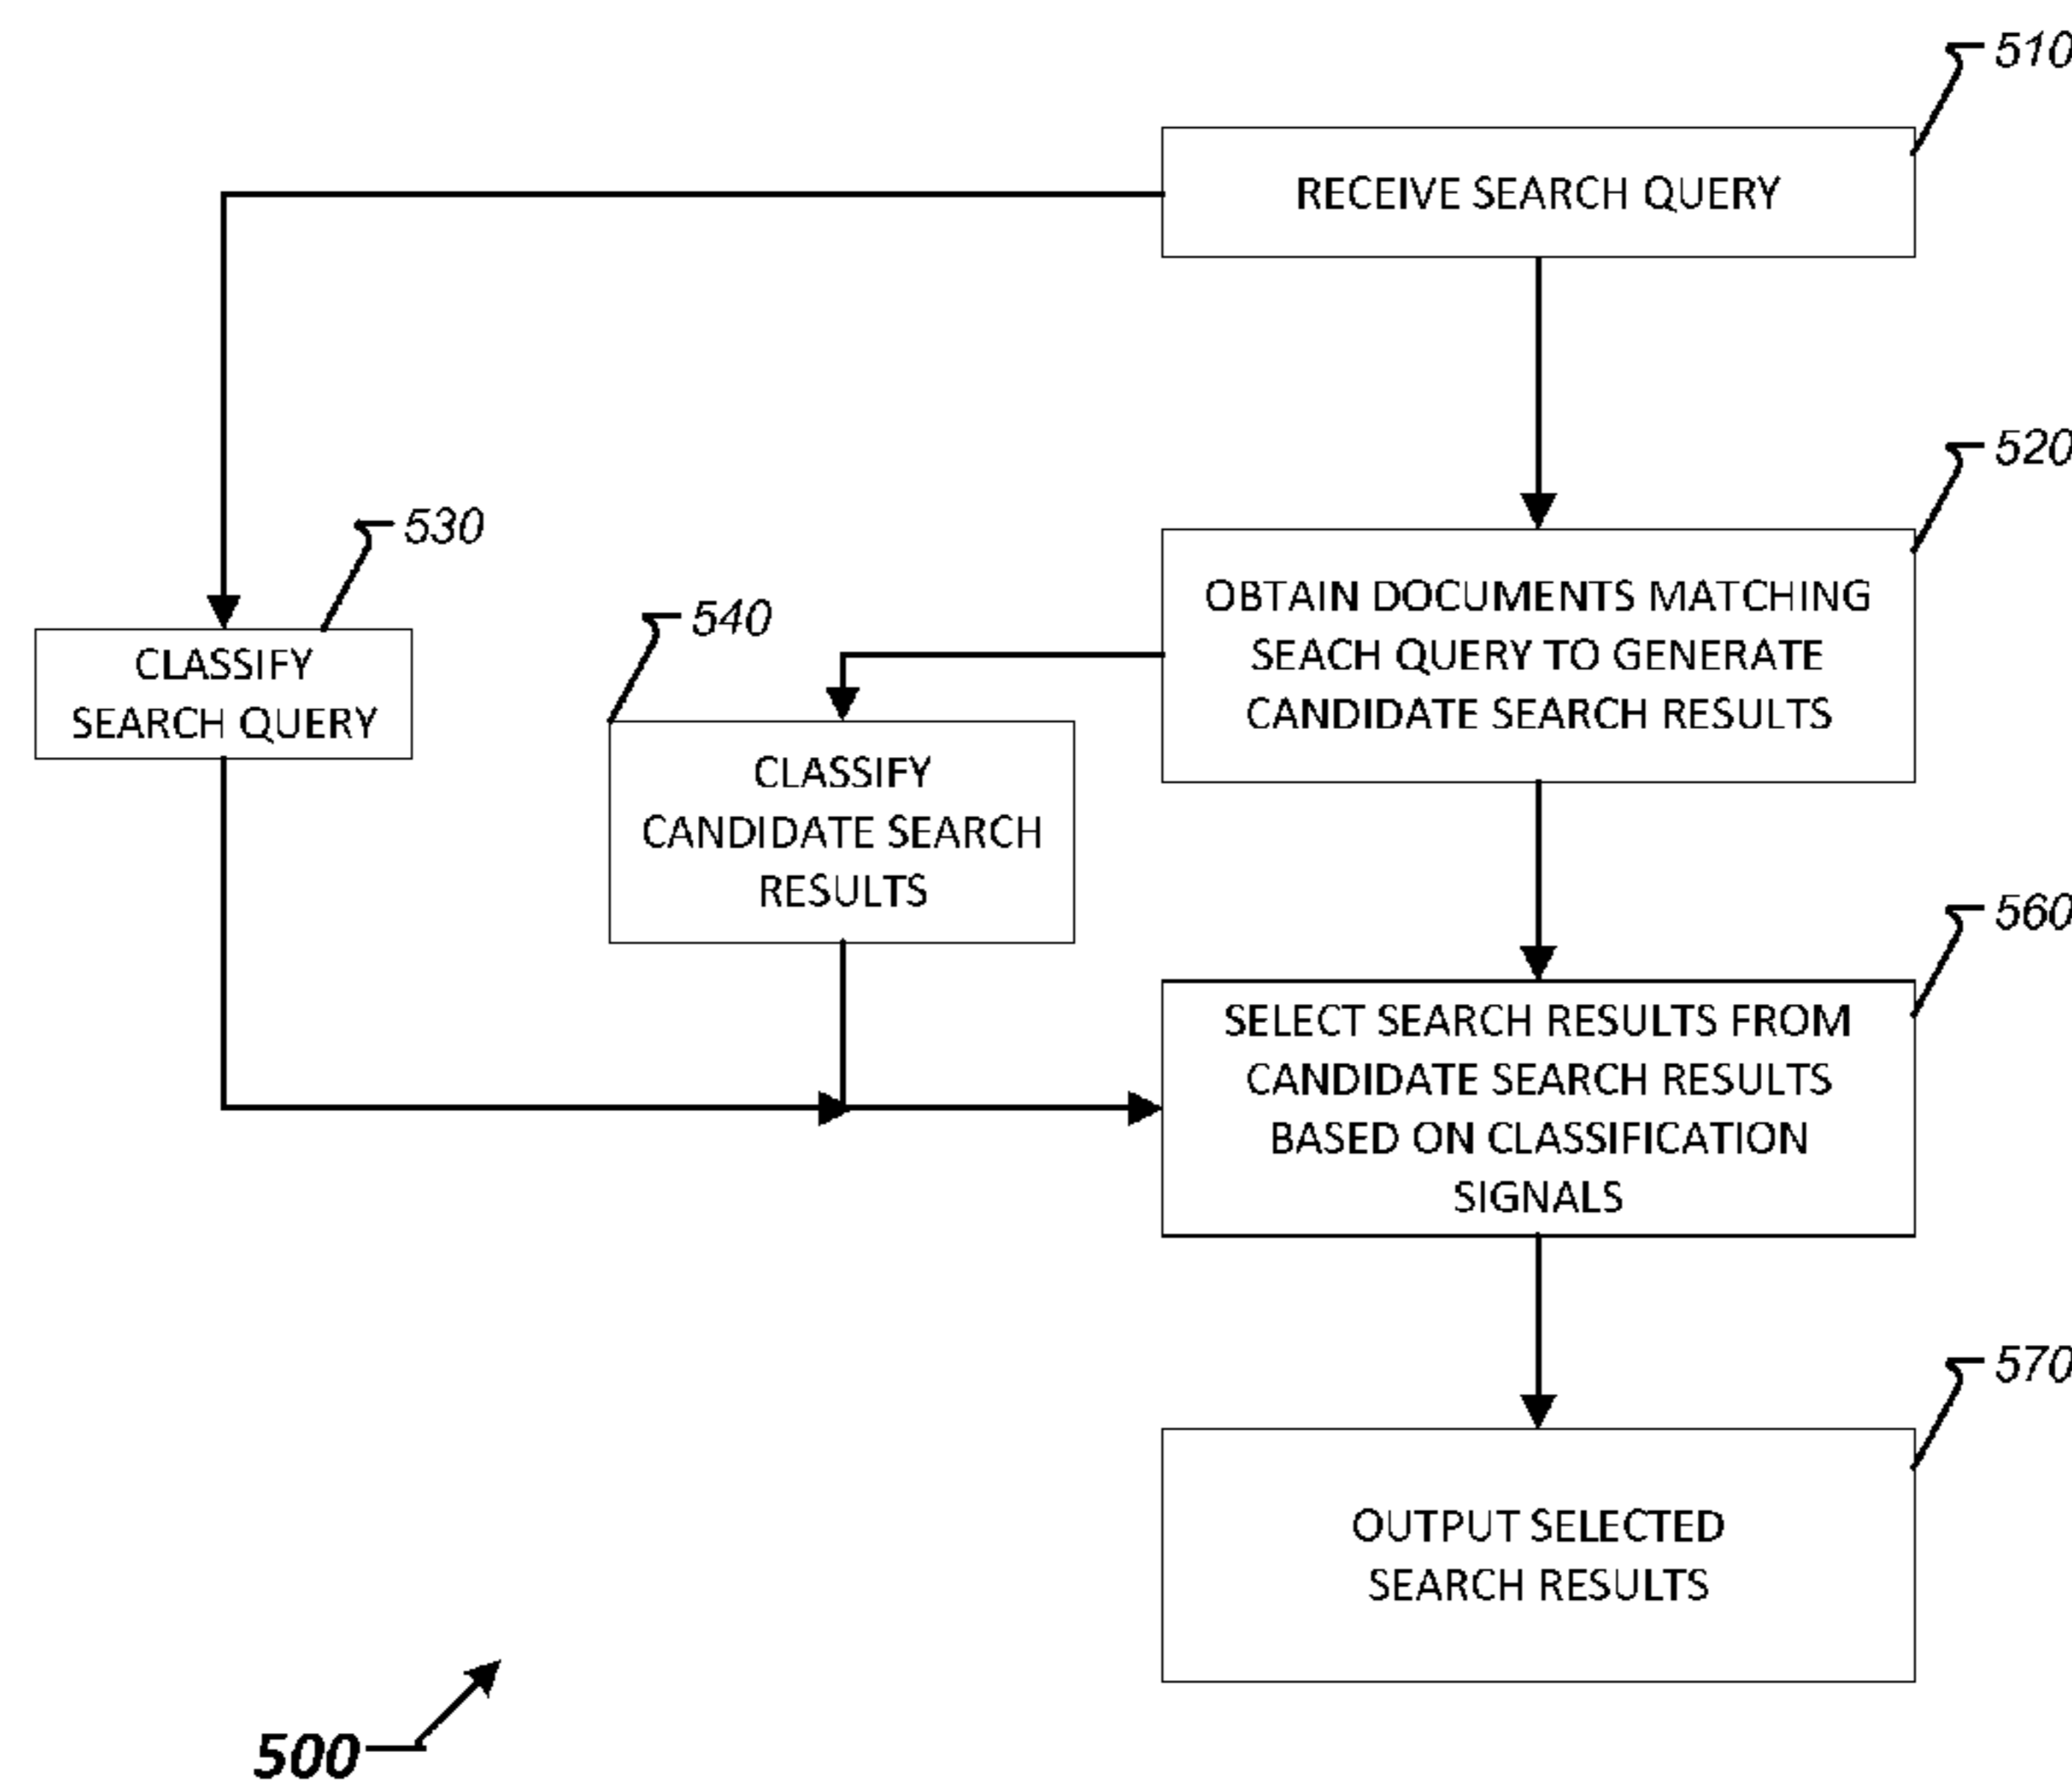 510
RECEIVE SEARCH QUERY
520
530
OBTAIN DOCUMENTS MATCHING
SEACH QUERY TO GENERATE
CANDIDATE SEARCH RESULTS
540
CLASSIFY
SEARCH QUERY
CLASSIFY
CANDIDATE SEARCH
RESULTS
560
SELECT SEARCH RESULTS FROM
CANDIDATE SEARCH RESULTS
BASED ON CLASSIFICATION
SIGNALS
570
OUTPUT SELECTED
SEARCH RESULTS
500